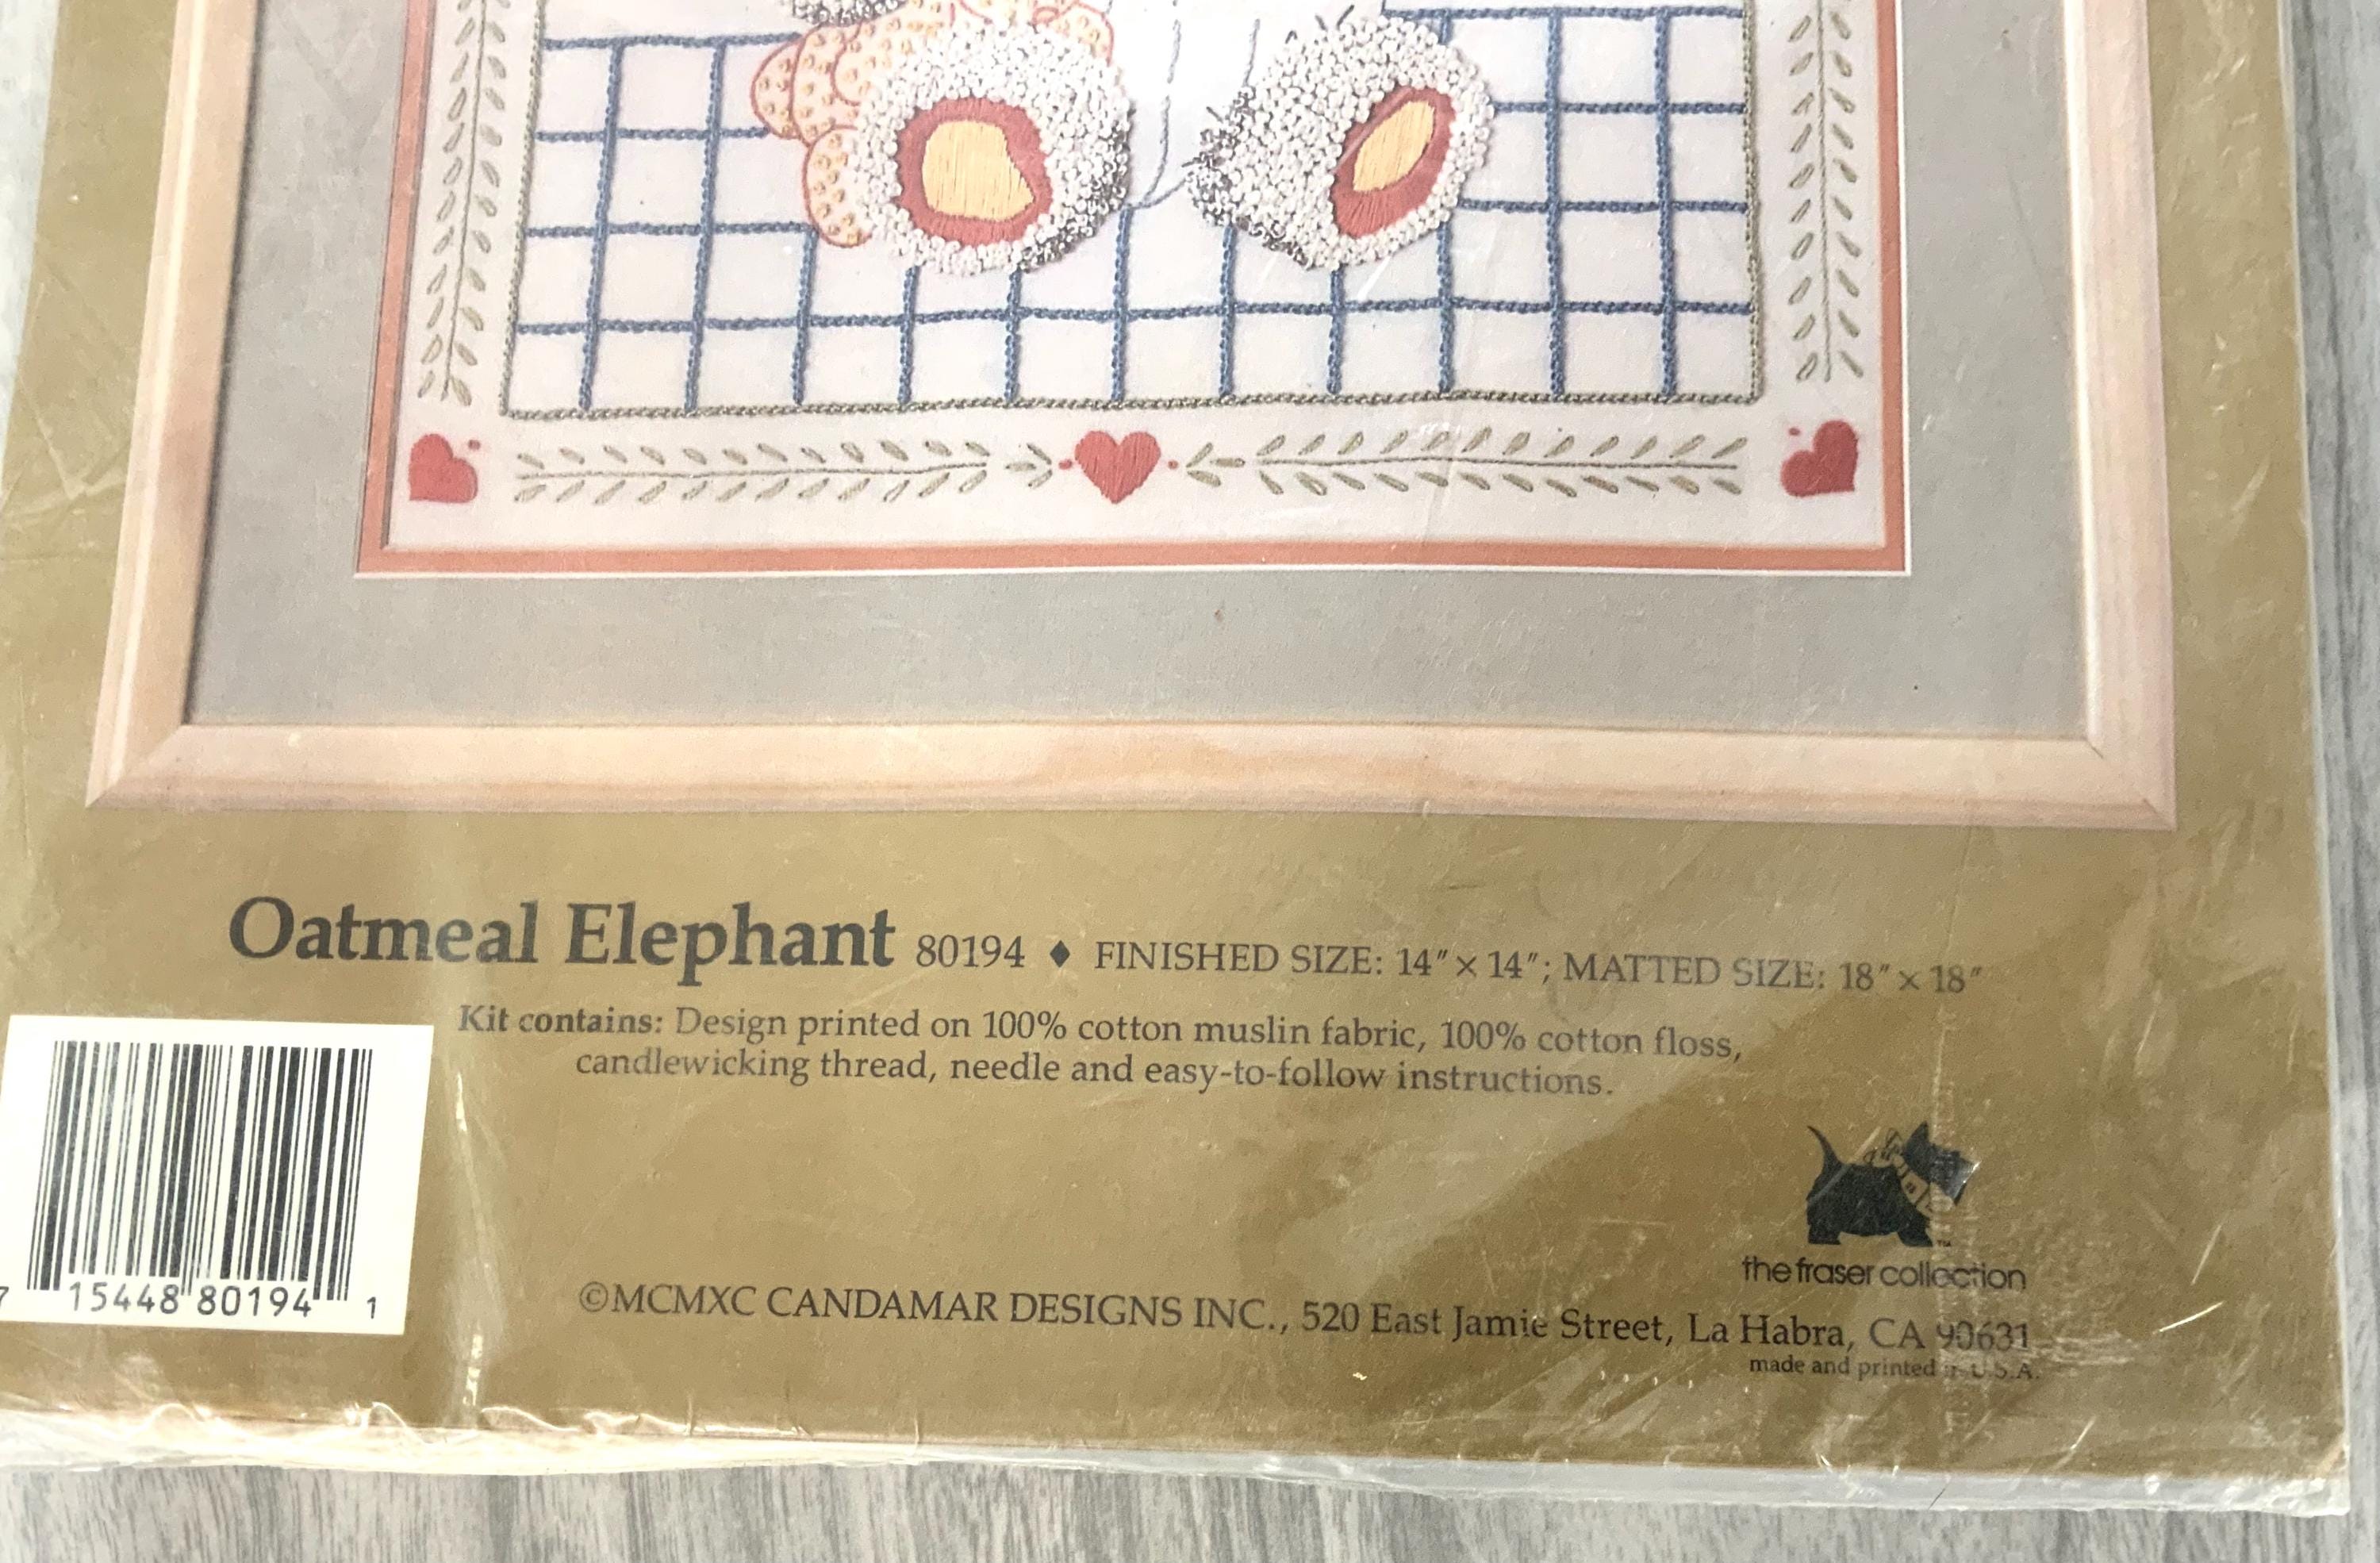 Oatmeal Elephant 80194 ♦ FINISHED SIZE: 14" × 14"; MATTED SIZE: 18" × 18"
Kit contains: Design printed on 100% cotton muslin fabric, 100% cotton floss,
candlewicking thread, needle and easy-to-follow instructions.
the fraser collection
7 15448 80194 1
©MCMXC CANDAMAR DESIGNS INC., 520 East Jamie Street, La Habra, CA 90631
made and printed in U.S.A.